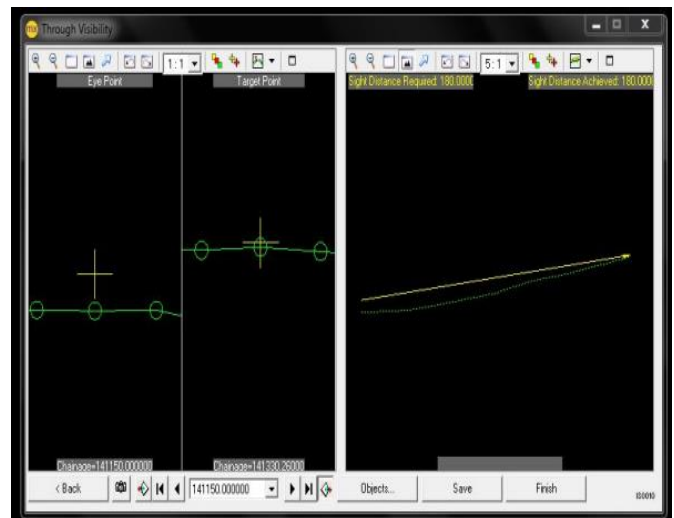 mx Through Visibility
1:1
5:1
Eye Point
Target Point
Sight Distance Required: 180.0000
Sight Distance Achieved: 180.0000
Chainage=141150.000000
Chainage=141330.26000
< Back
141150.000000
Objects...
Save
Finish